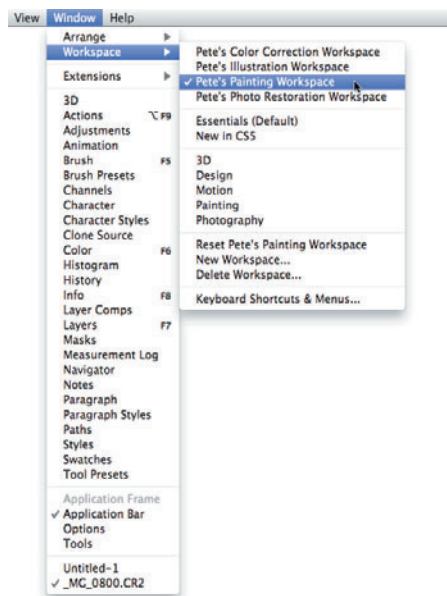 View Window Help
Arrange
Workspace
Extensions
3D
Actions ⌥ F9
Adjustments
Animation
Brush F5
Brush Presets
Channels
Character
Character Styles
Clone Source
Color F6
Histogram
History
Info F8
Layer Comps
Layers F7
Masks
Measurement Log
Navigator
Notes
Paragraph
Paragraph Styles
Paths
Styles
Swatches
Tool Presets
Application Frame
✓ Application Bar
Options
Tools
Untitled-1
✓ _MG_0800.CR2
Pete's Color Correction Workspace
Pete's Illustration Workspace
✓ Pete's Painting Workspace
Pete's Photo Restoration Workspace
Essentials (Default)
New in CS5
3D
Design
Motion
Painting
Photography
Reset Pete's Painting Workspace
New Workspace...
Delete Workspace...
Keyboard Shortcuts & Menus...